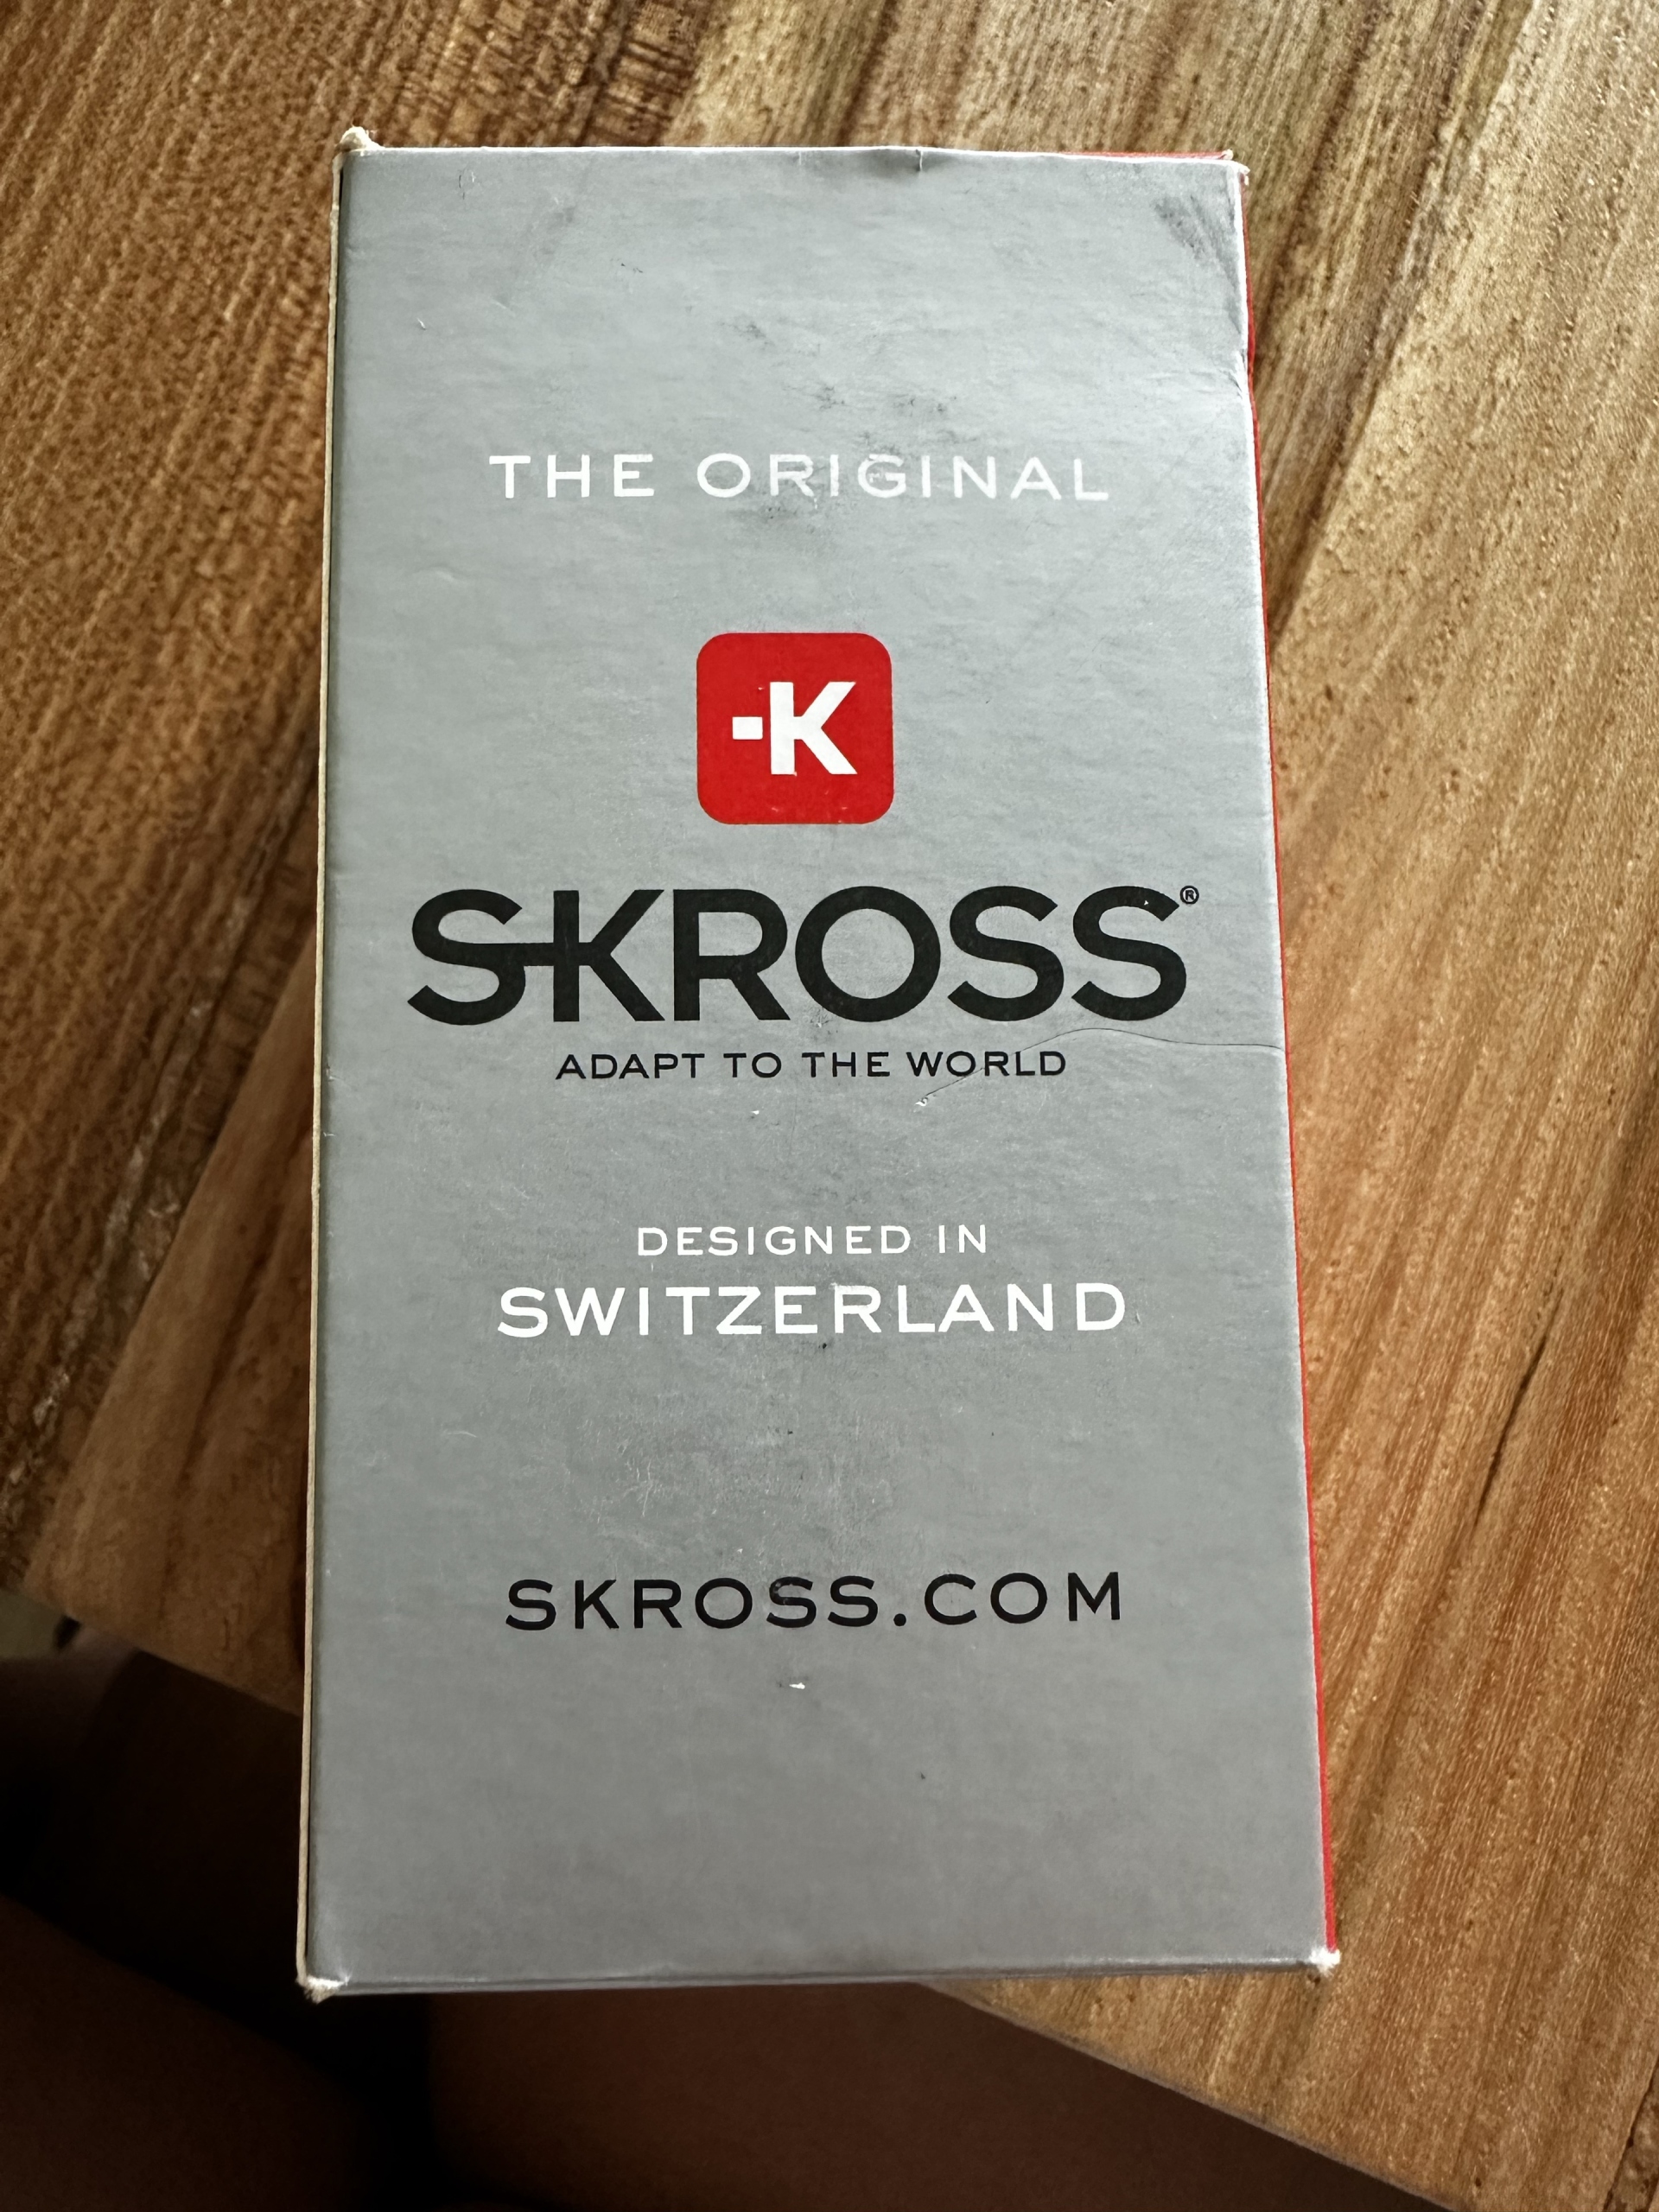 THE ORIGINAL
-K
SKROSS®
ADAPT TO THE WORLD
DESIGNED IN
SWITZERLAND
SKROSS.COM